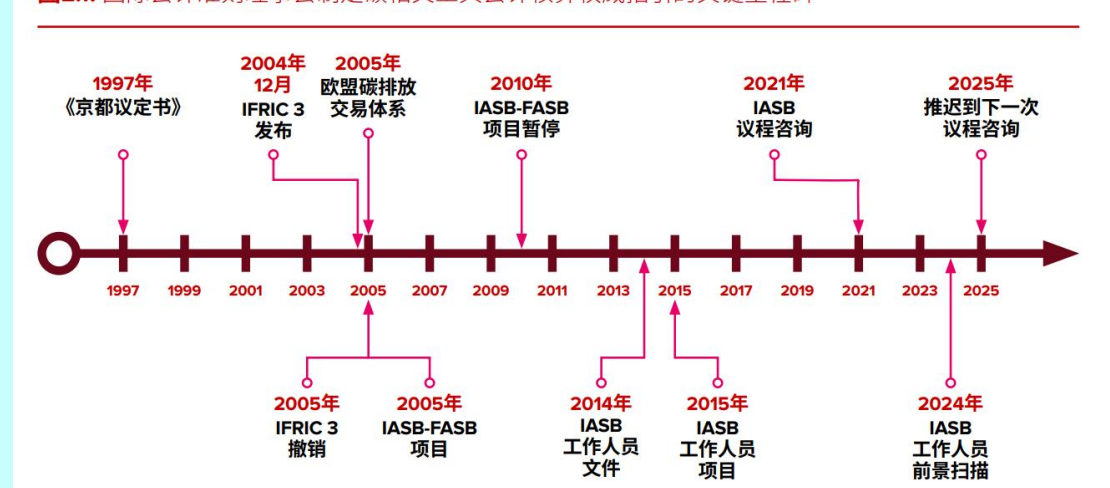 1997年
《京都议定书》
2004年
12月
IFRIC 3
发布
2005年
欧盟碳排放
交易体系
2010年
IASB-FASB
项目暂停
2021年
IASB
议程咨询
2025年
推迟到下一次
议程咨询
1997 1999 2001 2003 2005 2007 2009 2011 2013 2015 2017 2019 2021 2023 2025
2005年
IFRIC 3
撤销
2005年
IASB-FASB
项目
2014年
IASB
工作人员
文件
2015年
IASB
工作人员
项目
2024年
IASB
工作人员
前景扫描